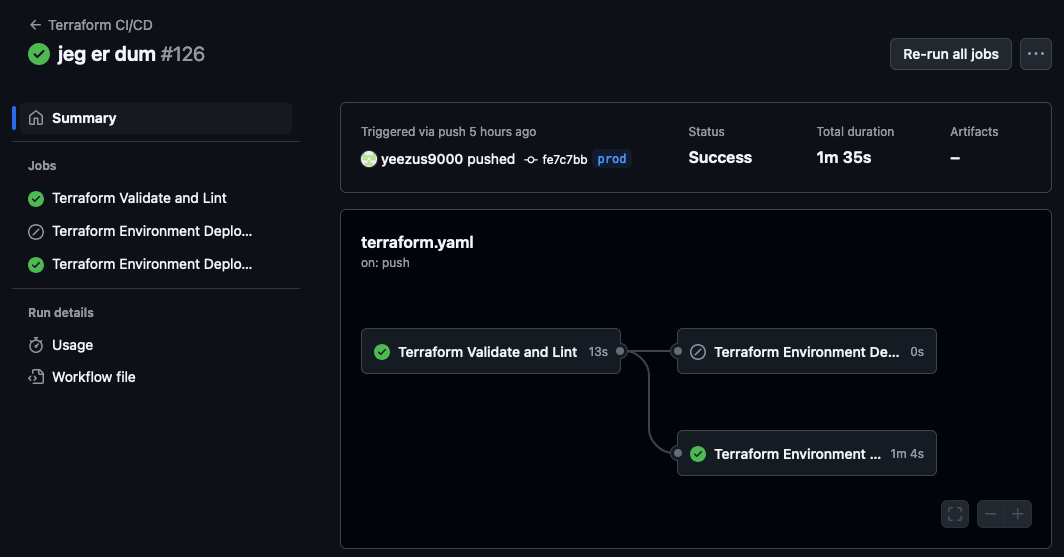 Terraform CI/CD
jeg er dum #126
Re-run all jobs
Summary
Jobs
Terraform Validate and Lint
Terraform Environment Deplo...
Terraform Environment Deplo...
Run details
Usage
Workflow file
Triggered via push 5 hours ago
yeezus9000 pushed fe7c7bb prod
Status
Success
Total duration
1m 35s
Artifacts
–
terraform.yaml
on: push
Terraform Validate and Lint 13s
Terraform Environment De... 0s
Terraform Environment ... 1m 4s